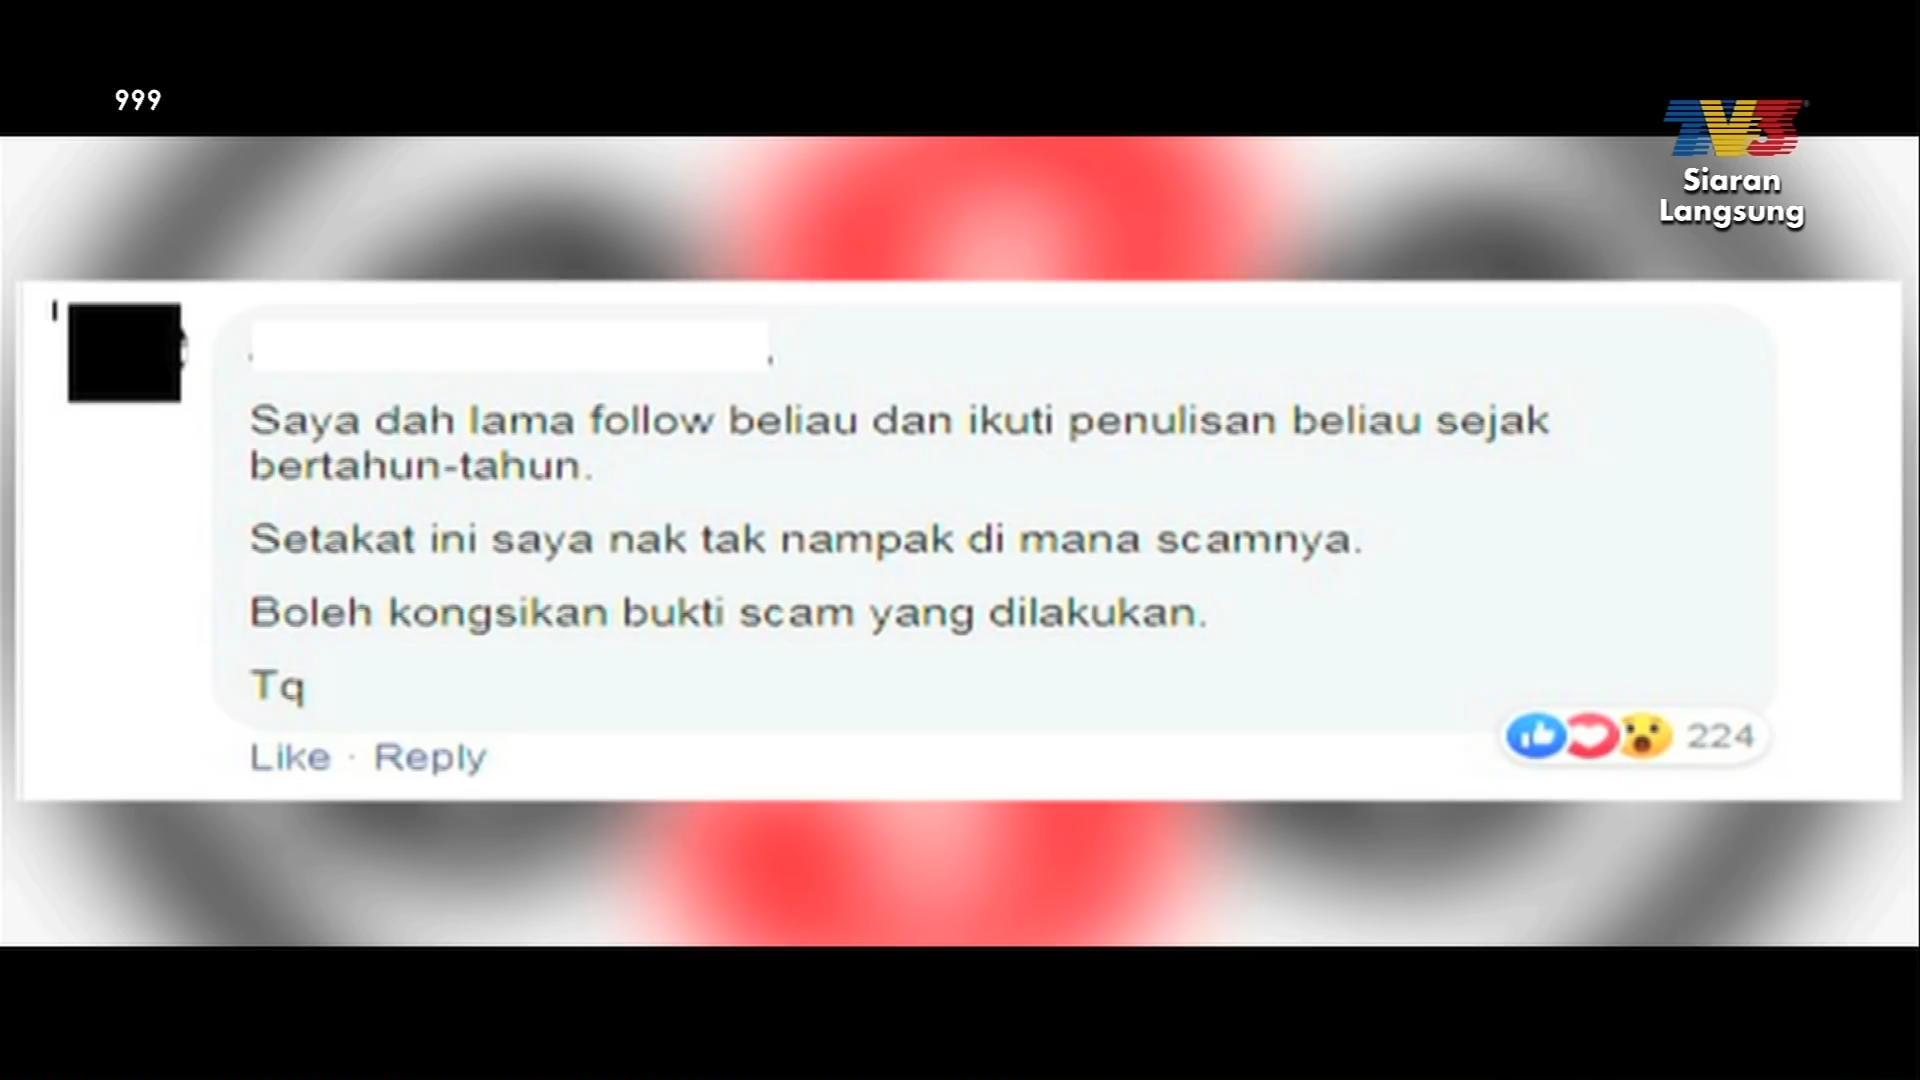 999
TV3
Siaran
Langsung
Saya dah lama follow beliau dan ikuti penulisan beliau sejak
bertahun-tahun.
Setakat ini saya nak tak nampak di mana scamnya.
Boleh kongsikan bukti scam yang dilakukan.
Tq
Like · Reply
224